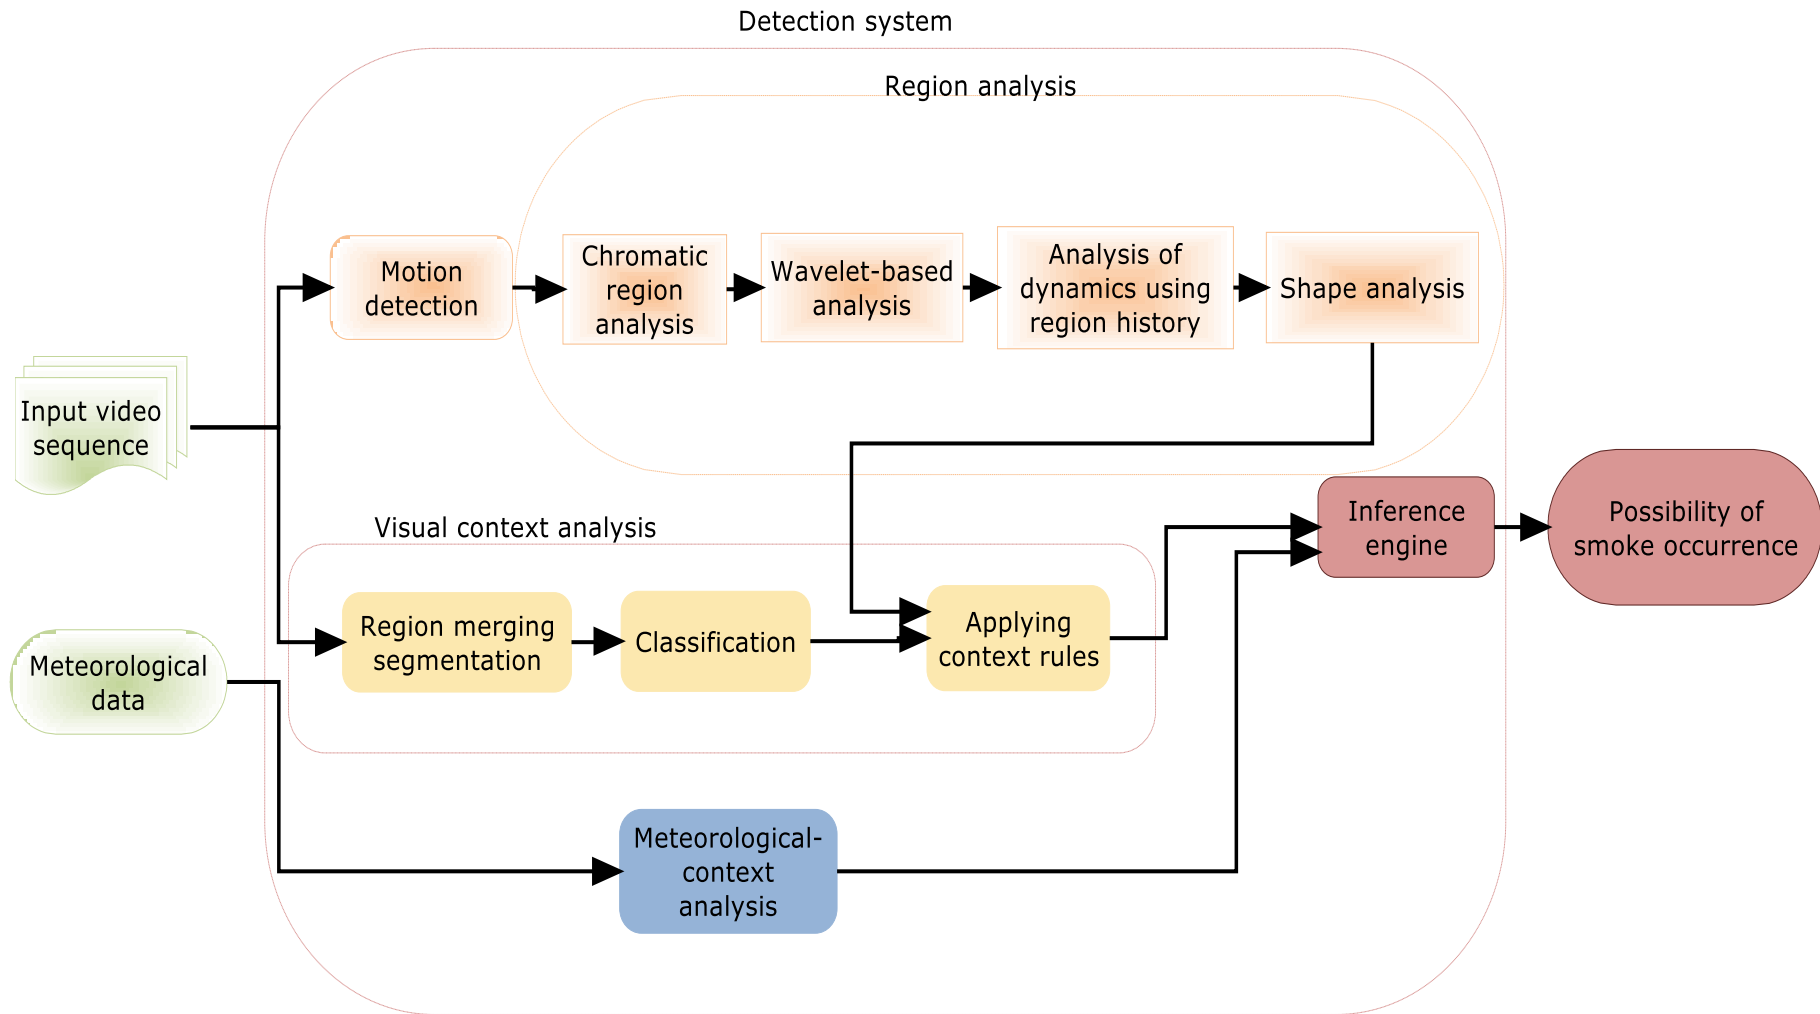 Detection system
Region analysis
Motion
detection
Chromatic
region
analysis
Wavelet-based
analysis
Analysis of
dynamics using
region history
Shape analysis
Input video
sequence
Visual context analysis
Inference
engine
Possibility of
smoke occurrence
Region merging
segmentation
Classification
Applying
context rules
Meteorological
data
Meteorological-
context
analysis